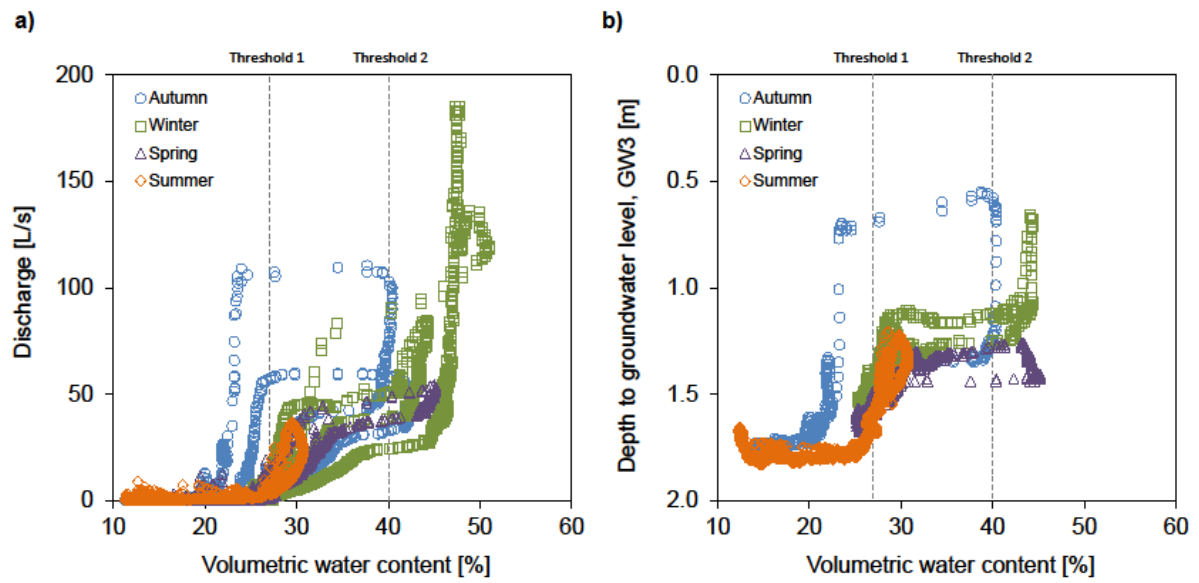 a)
Threshold 1
Threshold 2
200
150
100
50
0
Discharge [L/s]
Autumn
Winter
Spring
Summer
10
20
30
40
50
60
Volumetric water content [%]
b)
Threshold 1
Threshold 2
0.0
0.5
1.0
1.5
2.0
Depth to groundwater level, GW3 [m]
Autumn
Winter
Spring
Summer
10
20
30
40
50
60
Volumetric water content [%]